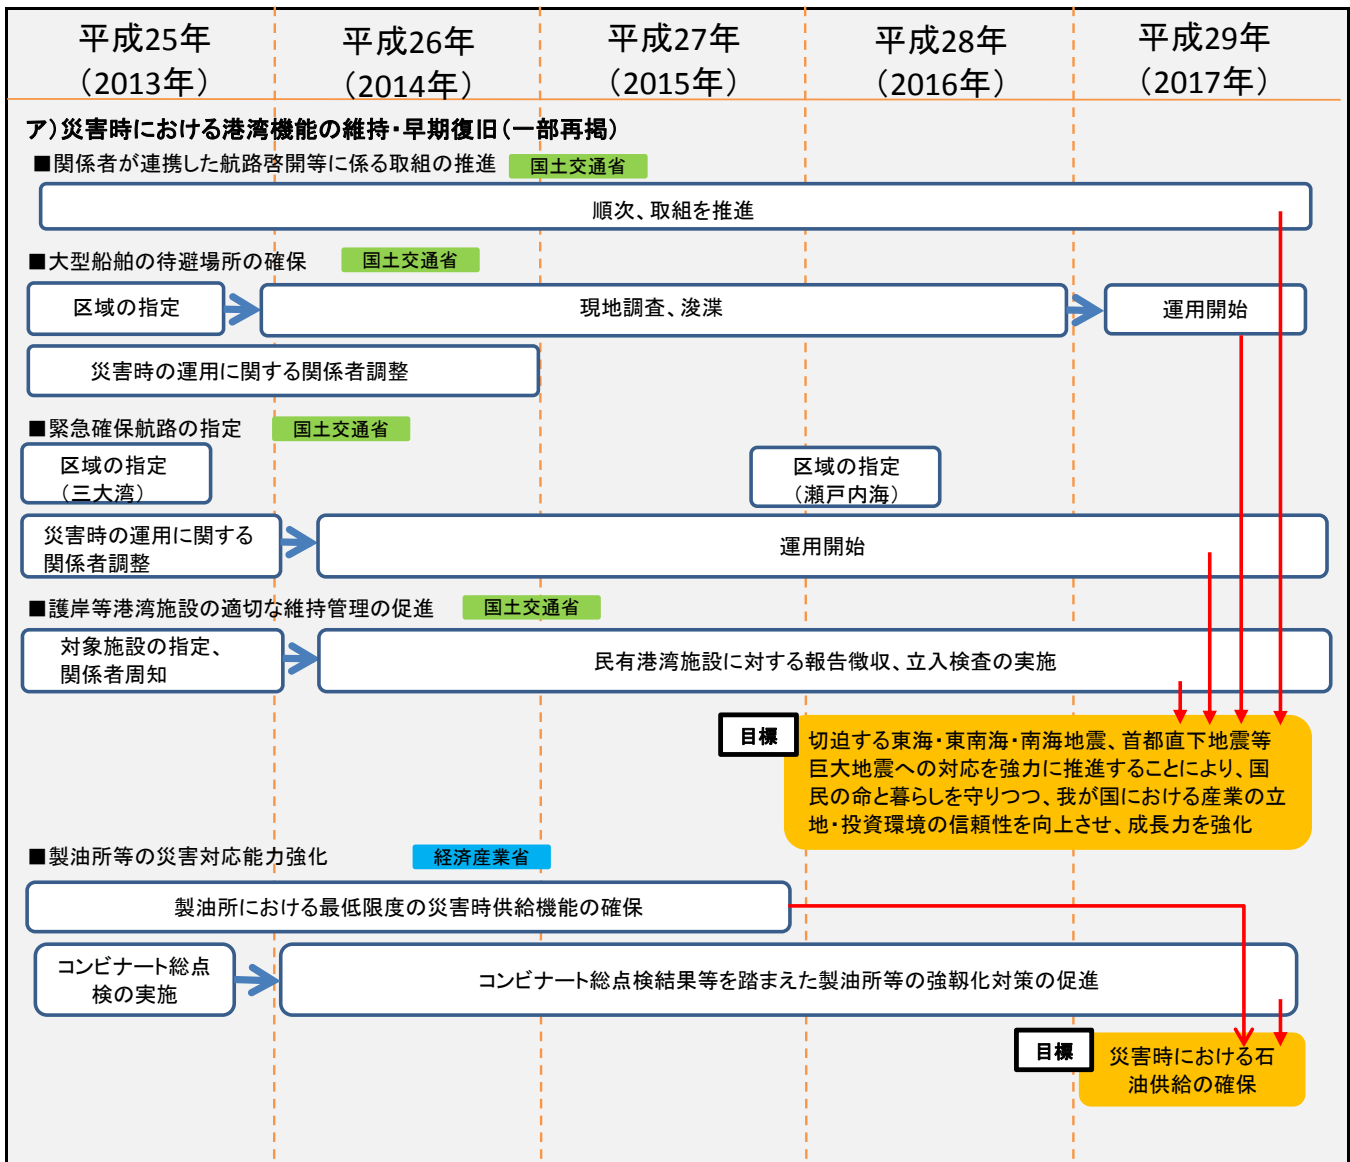 平成25年
（2013年）
平成26年
（2014年）
平成27年
（2015年）
平成28年
（2016年）
平成29年
（2017年）
ア）災害時における港湾機能の維持・早期復旧（一部再掲）
■関係者が連携した航路啓開等に係る取組の推進
国土交通省
順次、取組を推進
■大型船舶の待避場所の確保
国土交通省
区域の指定
現地調査、浚渫
運用開始
災害時の運用に関する関係者調整
■緊急確保航路の指定
国土交通省
区域の指定
（三大湾）
区域の指定
（瀬戸内海）
災害時の運用に関する
関係者調整
運用開始
■護岸等港湾施設の適切な維持管理の促進
国土交通省
対象施設の指定、
関係者周知
民有港湾施設に対する報告徴収、立入検査の実施
目標
切迫する東海・東南海・南海地震、首都直下地震等
巨大地震への対応を強力に推進することにより、国
民の命と暮らしを守りつつ、我が国における産業の立
地・投資環境の信頼性を向上させ、成長力を強化
■製油所等の災害対応能力強化
経済産業省
製油所における最低限度の災害時供給機能の確保
コンビナート総点
検の実施
コンビナート総点検結果等を踏まえた製油所等の強靱化対策の促進
目標
災害時における石
油供給の確保